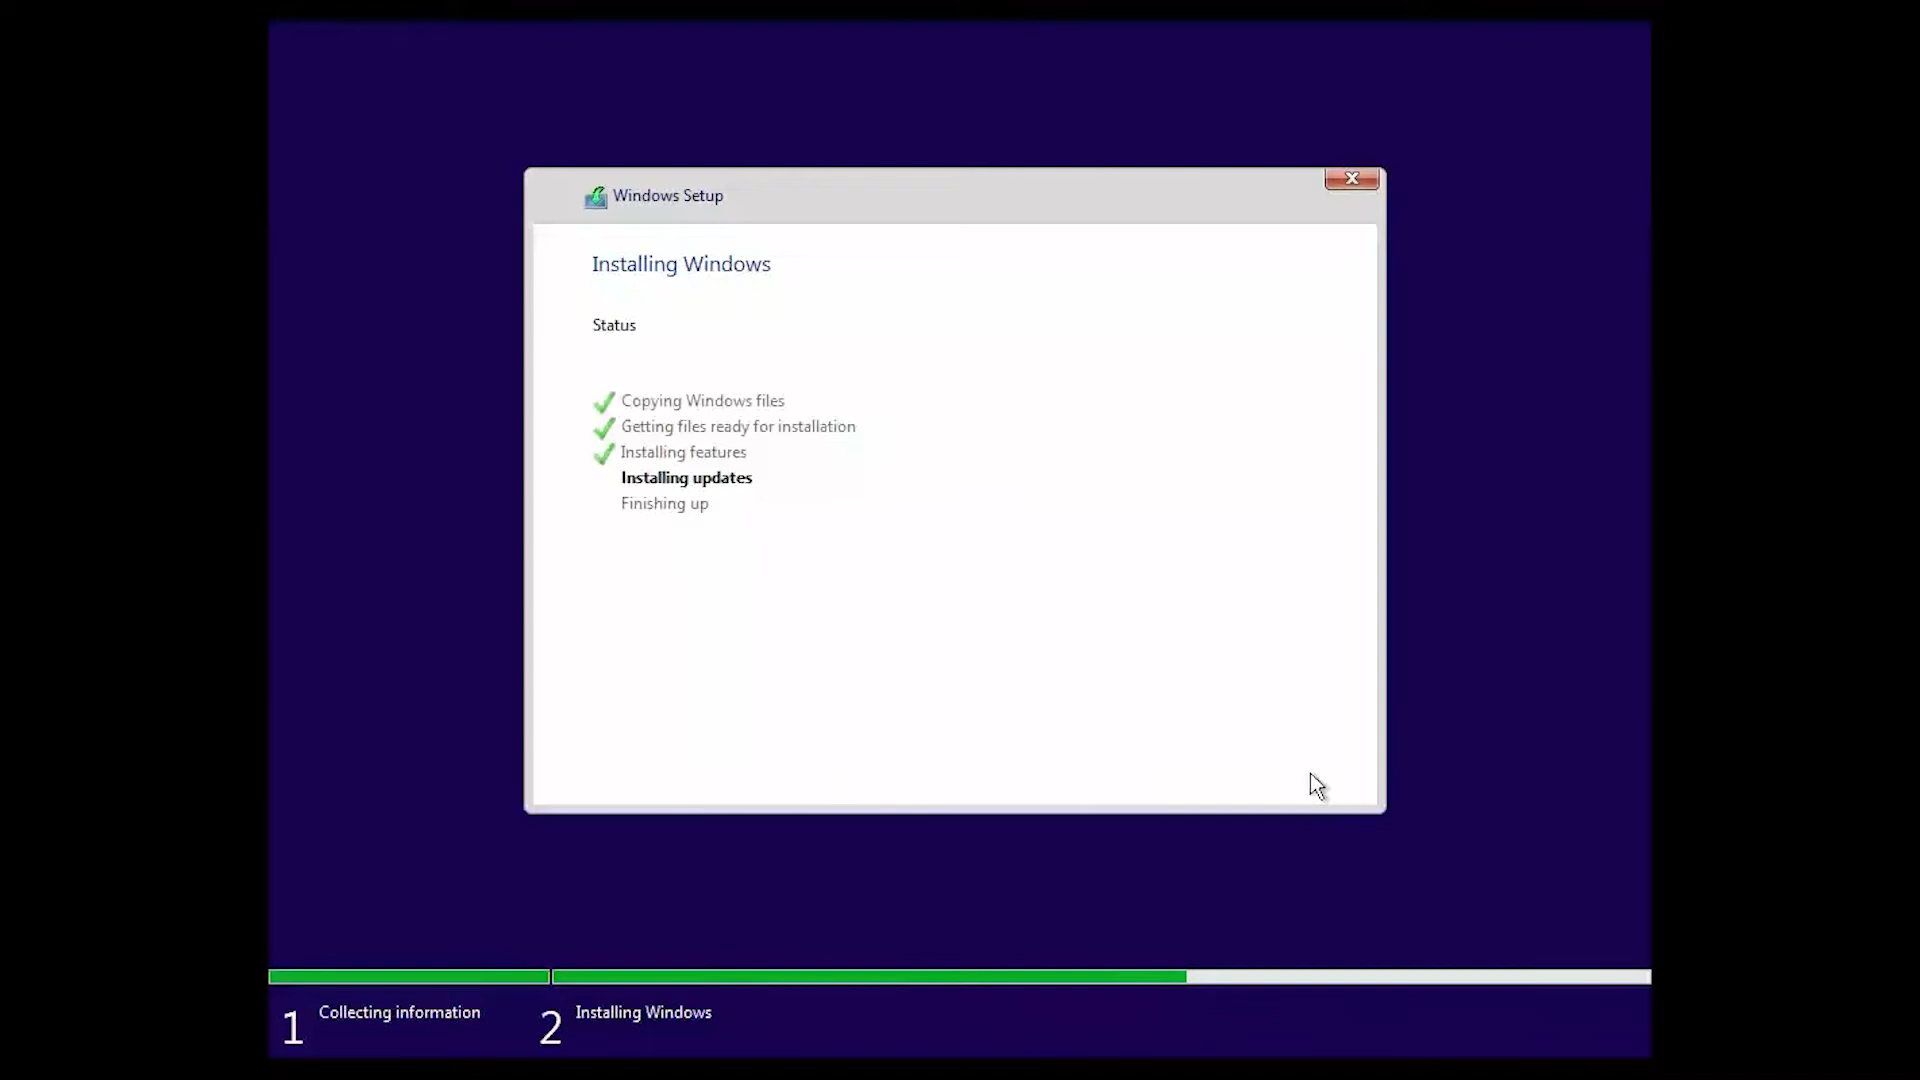 Windows Setup
Installing Windows
Status
Copying Windows files
Getting files ready for installation
Installing features
Installing updates
Finishing up
1 Collecting information
2 Installing Windows